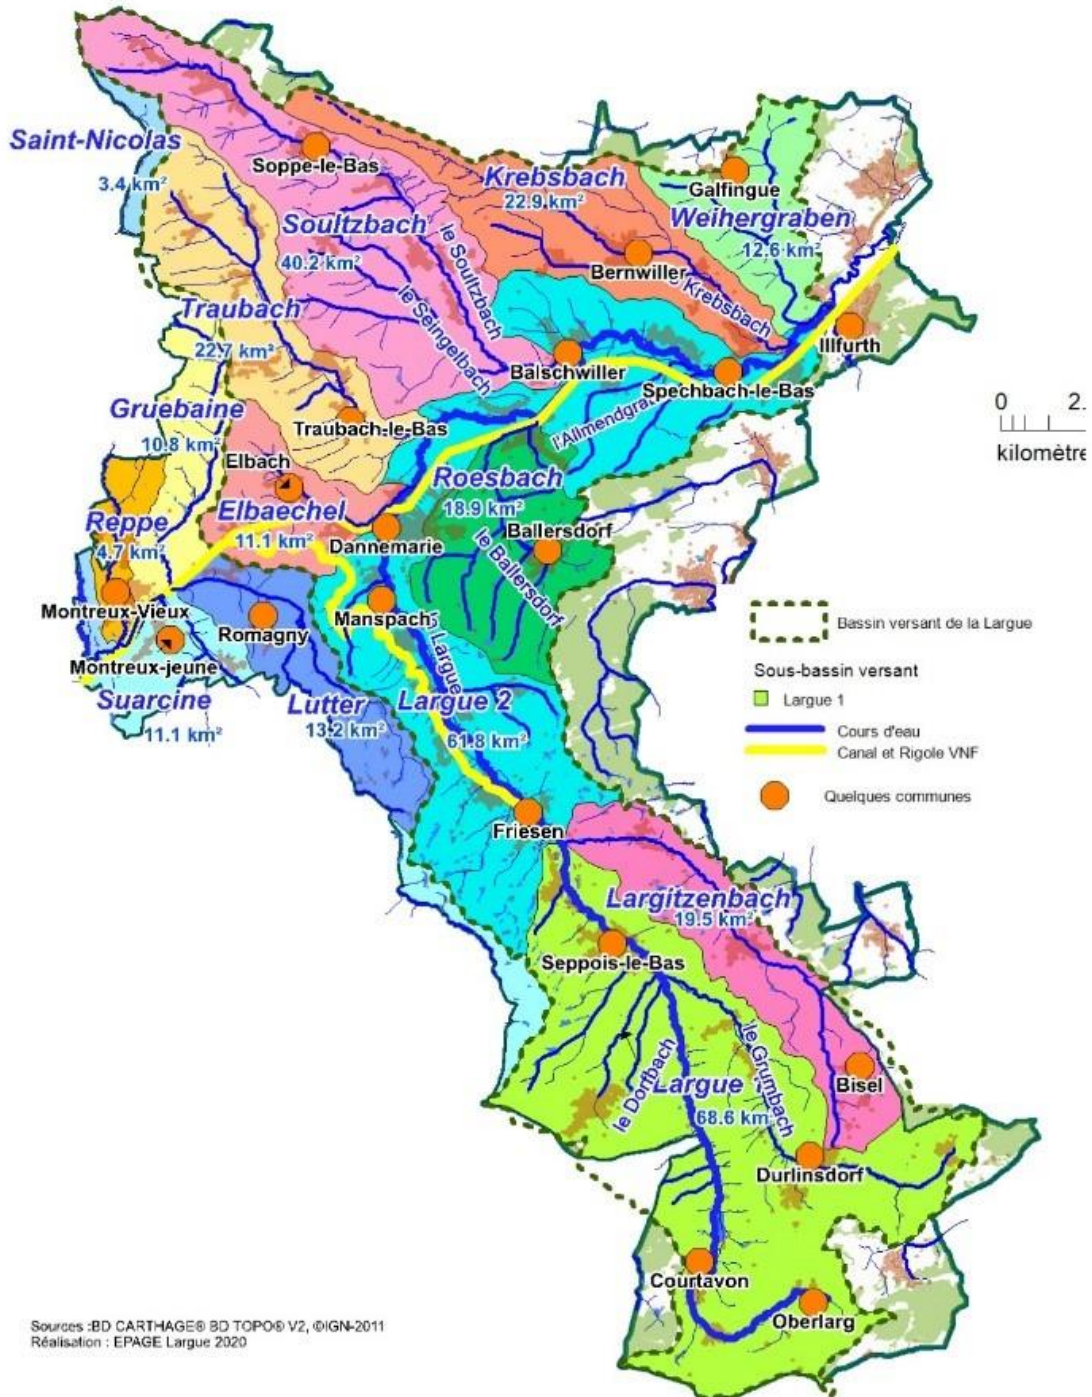 Saint-Nicolas
3.4 km²
Soppe-le-Bas
Krebsbach
22.9 km²
Galfingue
Weihergraben
12.6 km²
Soultzbach
40.2 km²
le Soultzbach
le Seingelbach
Bernwiller
Krebsbach
Traubach
22.7 km²
Illfurth
Balschwiller
Spechbach-le-Bas
Gruebaine
10.8 km²
Traubach-le-Bas
l'Allmendgra
0 2.
kilomètre
Elbach
Roesbach
18.9 km²
Elbaechel
11.1 km²
Reppe
4.7 km²
Dannemarie
Ballersdorf
le Ballersdorf
Montreux-Vieux
Romagny
Manspach
Largue
Montreux-jeune
Suarcine
11.1 km²
Lutter
13.2 km²
Largue 2
61.8 km²
Bassin versant de la Largue
Sous-bassin versant
Largue 1
Cours d'eau
Canal et Rigole VNF
Quelques communes
Friesen
Largitzenbach
19.5 km²
Seppois-le-Bas
le Dorfbach
le Grumbach
Largue
68.6 km
Bisel
Durlinsdorf
Courtavon
Oberlarg
Sources :BD CARTHAGE® BD TOPO® V2, ©IGN-2011
Réalisation : EPAGE Largue 2020